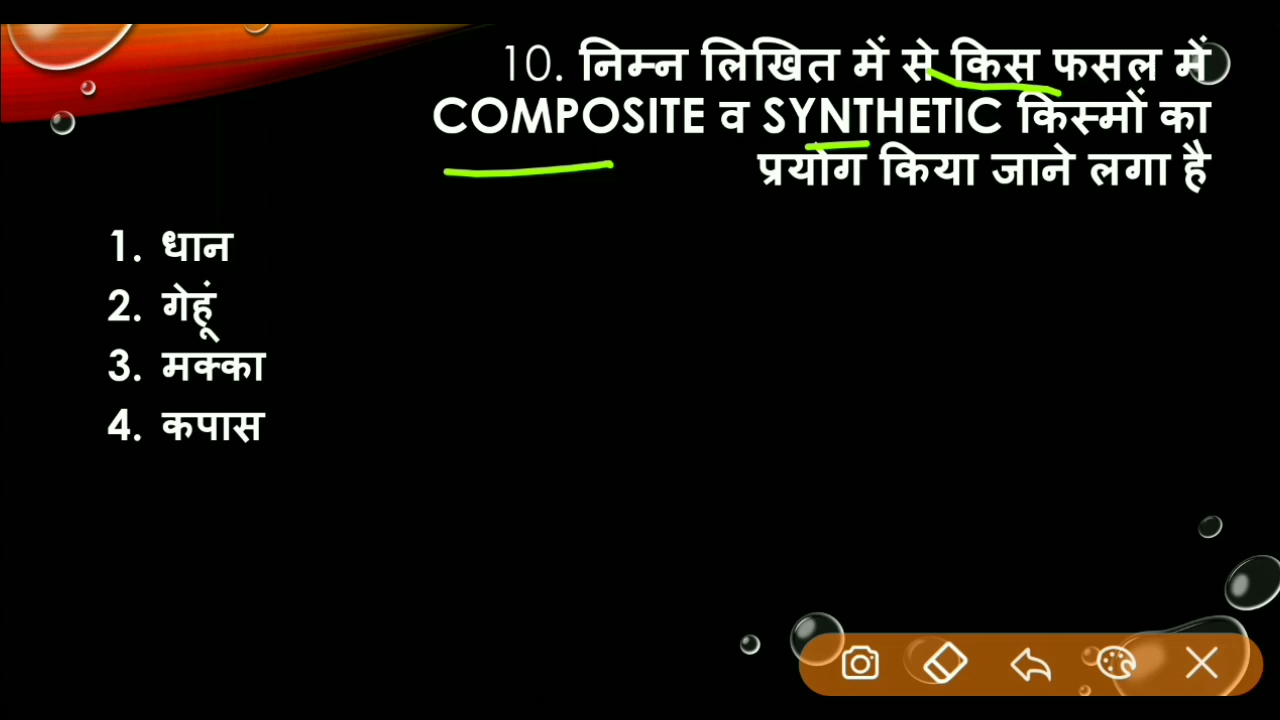 10. निम्न लिखित में से किस फसल में
COMPOSITE व SYNTHETIC किस्मों का
प्रयोग किया जाने लगा है
1. धान
2. गेहूं
3. मक्का
4. कपास